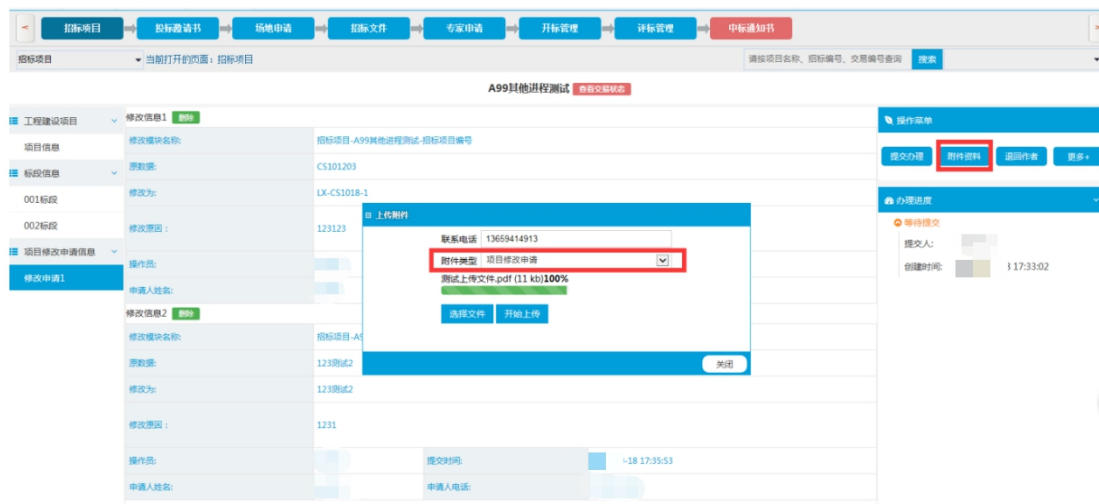 < 招标项目 投标邀请书 场地申请 招标文件 专家申请 开标管理 评标管理 中标通知书 >
招标项目 当前打开的页面：招标项目 请按项目名称、招标编号、交易编号查询 搜索
A99其他进程测试 查看交易状态
工程建设项目
项目信息
标段信息
001标段
002标段
项目修改申请信息
修改申请1
修改信息1 删除
修改模块名称: 招标项目-A99其他进程测试-招标项目编号
原数据: CS101203
修改为: LX-CS1018-1
修改原因： 123123
操作员:
申请人姓名:
修改信息2 删除
修改模块名称: 招标项目-A9
原数据: 123测试2
修改为: 123测试2
修改原因： 1231
操作员: 提交时间: -18 17:35:53
申请人姓名: 申请人电话:
上传附件
联系电话 13659414913
附件类型 项目修改申请
测试上传文件.pdf (11 kb)100%
选择文件 开始上传
关闭
操作菜单
提交办理 附件资料 退回作者 更多+
办理进度
等待提交
提交人:
创建时间: 3 17:33:02